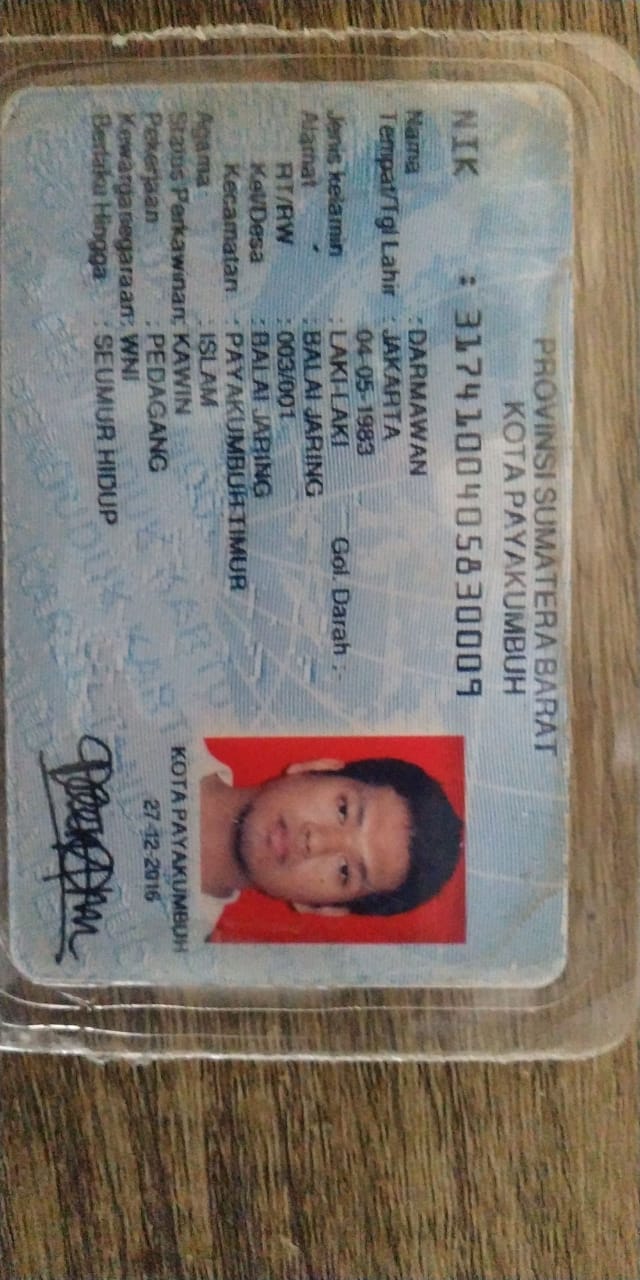 PROVINSI SUMATERA BARAT
KOTA PAYAKUMBUH
NIK : 3174100405830009
Nama : DARMAWAN
Tempat/Tgl Lahir : JAKARTA
04-05-1983
Jenis kelamin : LAKI-LAKI Gol. Darah : -
Alamat : BALAI JARING
RT/RW : 003/001
Kel/Desa : BALAI JARING
Kecamatan : PAYAKUMBUH TIMUR
Agama : ISLAM
Status Perkawinan: KAWIN
Pekerjaan : PEDAGANG
Kewarganegaraan: WNI
Berlaku Hingga : SEUMUR HIDUP
KOTA PAYAKUMBUH
27-12-2016